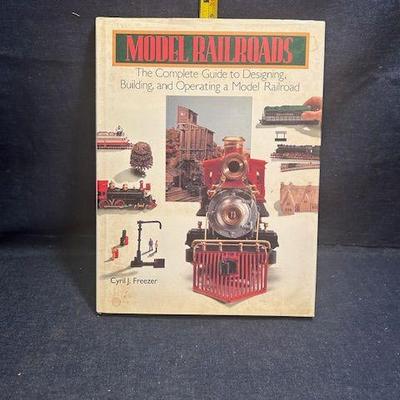 MODEL RAILROADS
The Complete Guide to Designing,
Building, and Operating a Model Railroad
Cyril J. Freezer